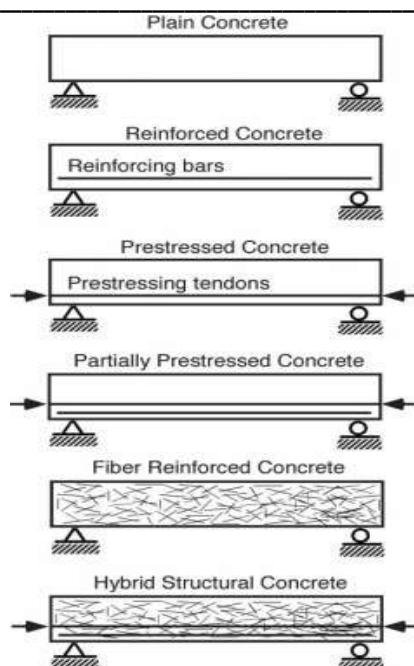 Plain Concrete
Reinforced Concrete
Reinforcing bars
Prestressed Concrete
Prestressing tendons
Partially Prestressed Concrete
Fiber Reinforced Concrete
Hybrid Structural Concrete